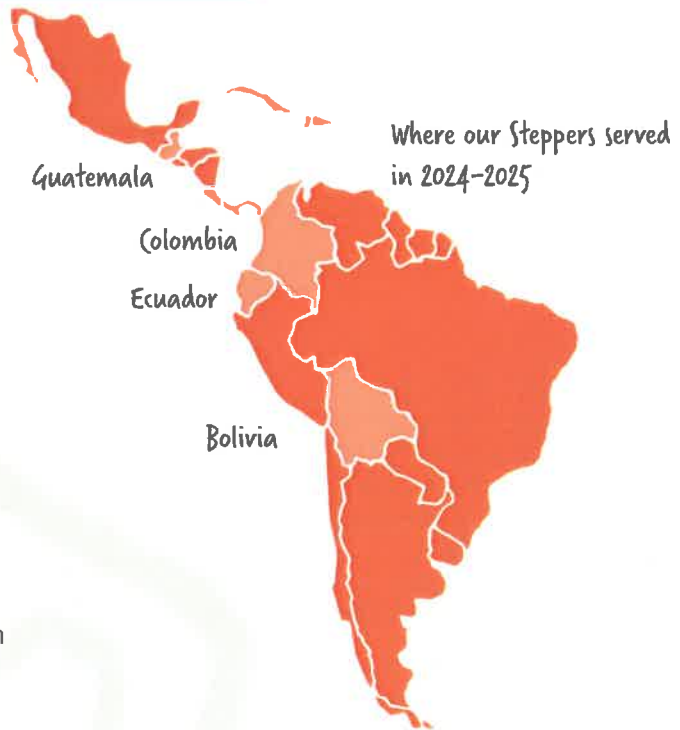 Where our Steppers served
in 2024-2025
Guatemala
Colombia
Ecuador
Bolivia
n